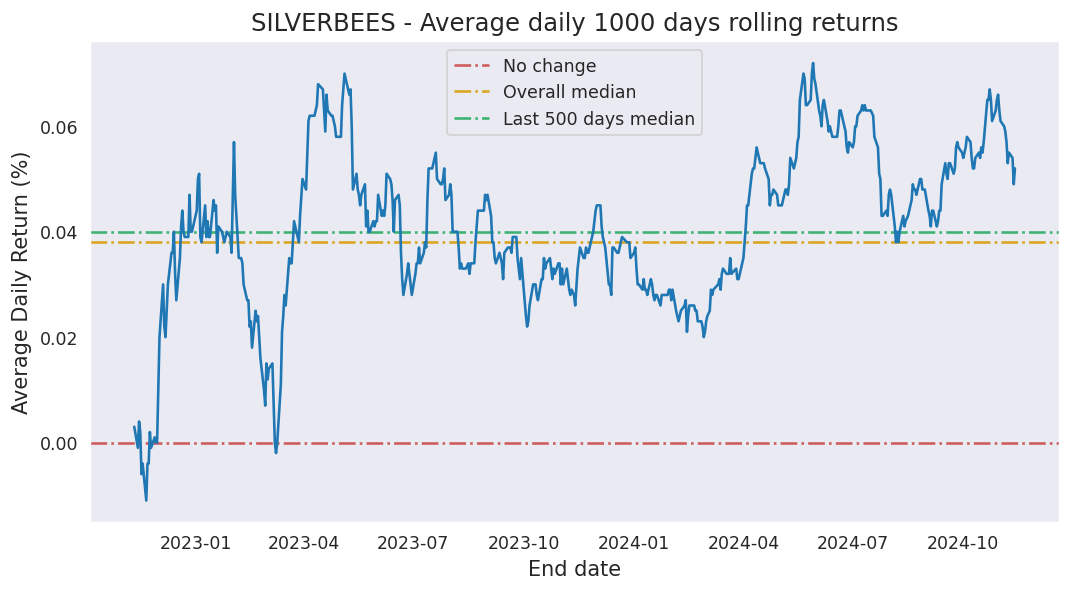 SILVERBEES - Average daily 1000 days rolling returns
No change
Overall median
Last 500 days median
Average Daily Return (%)
0.06
0.04
0.02
0.00
2023-01 2023-04 2023-07 2023-10 2024-01 2024-04 2024-07 2024-10
End date